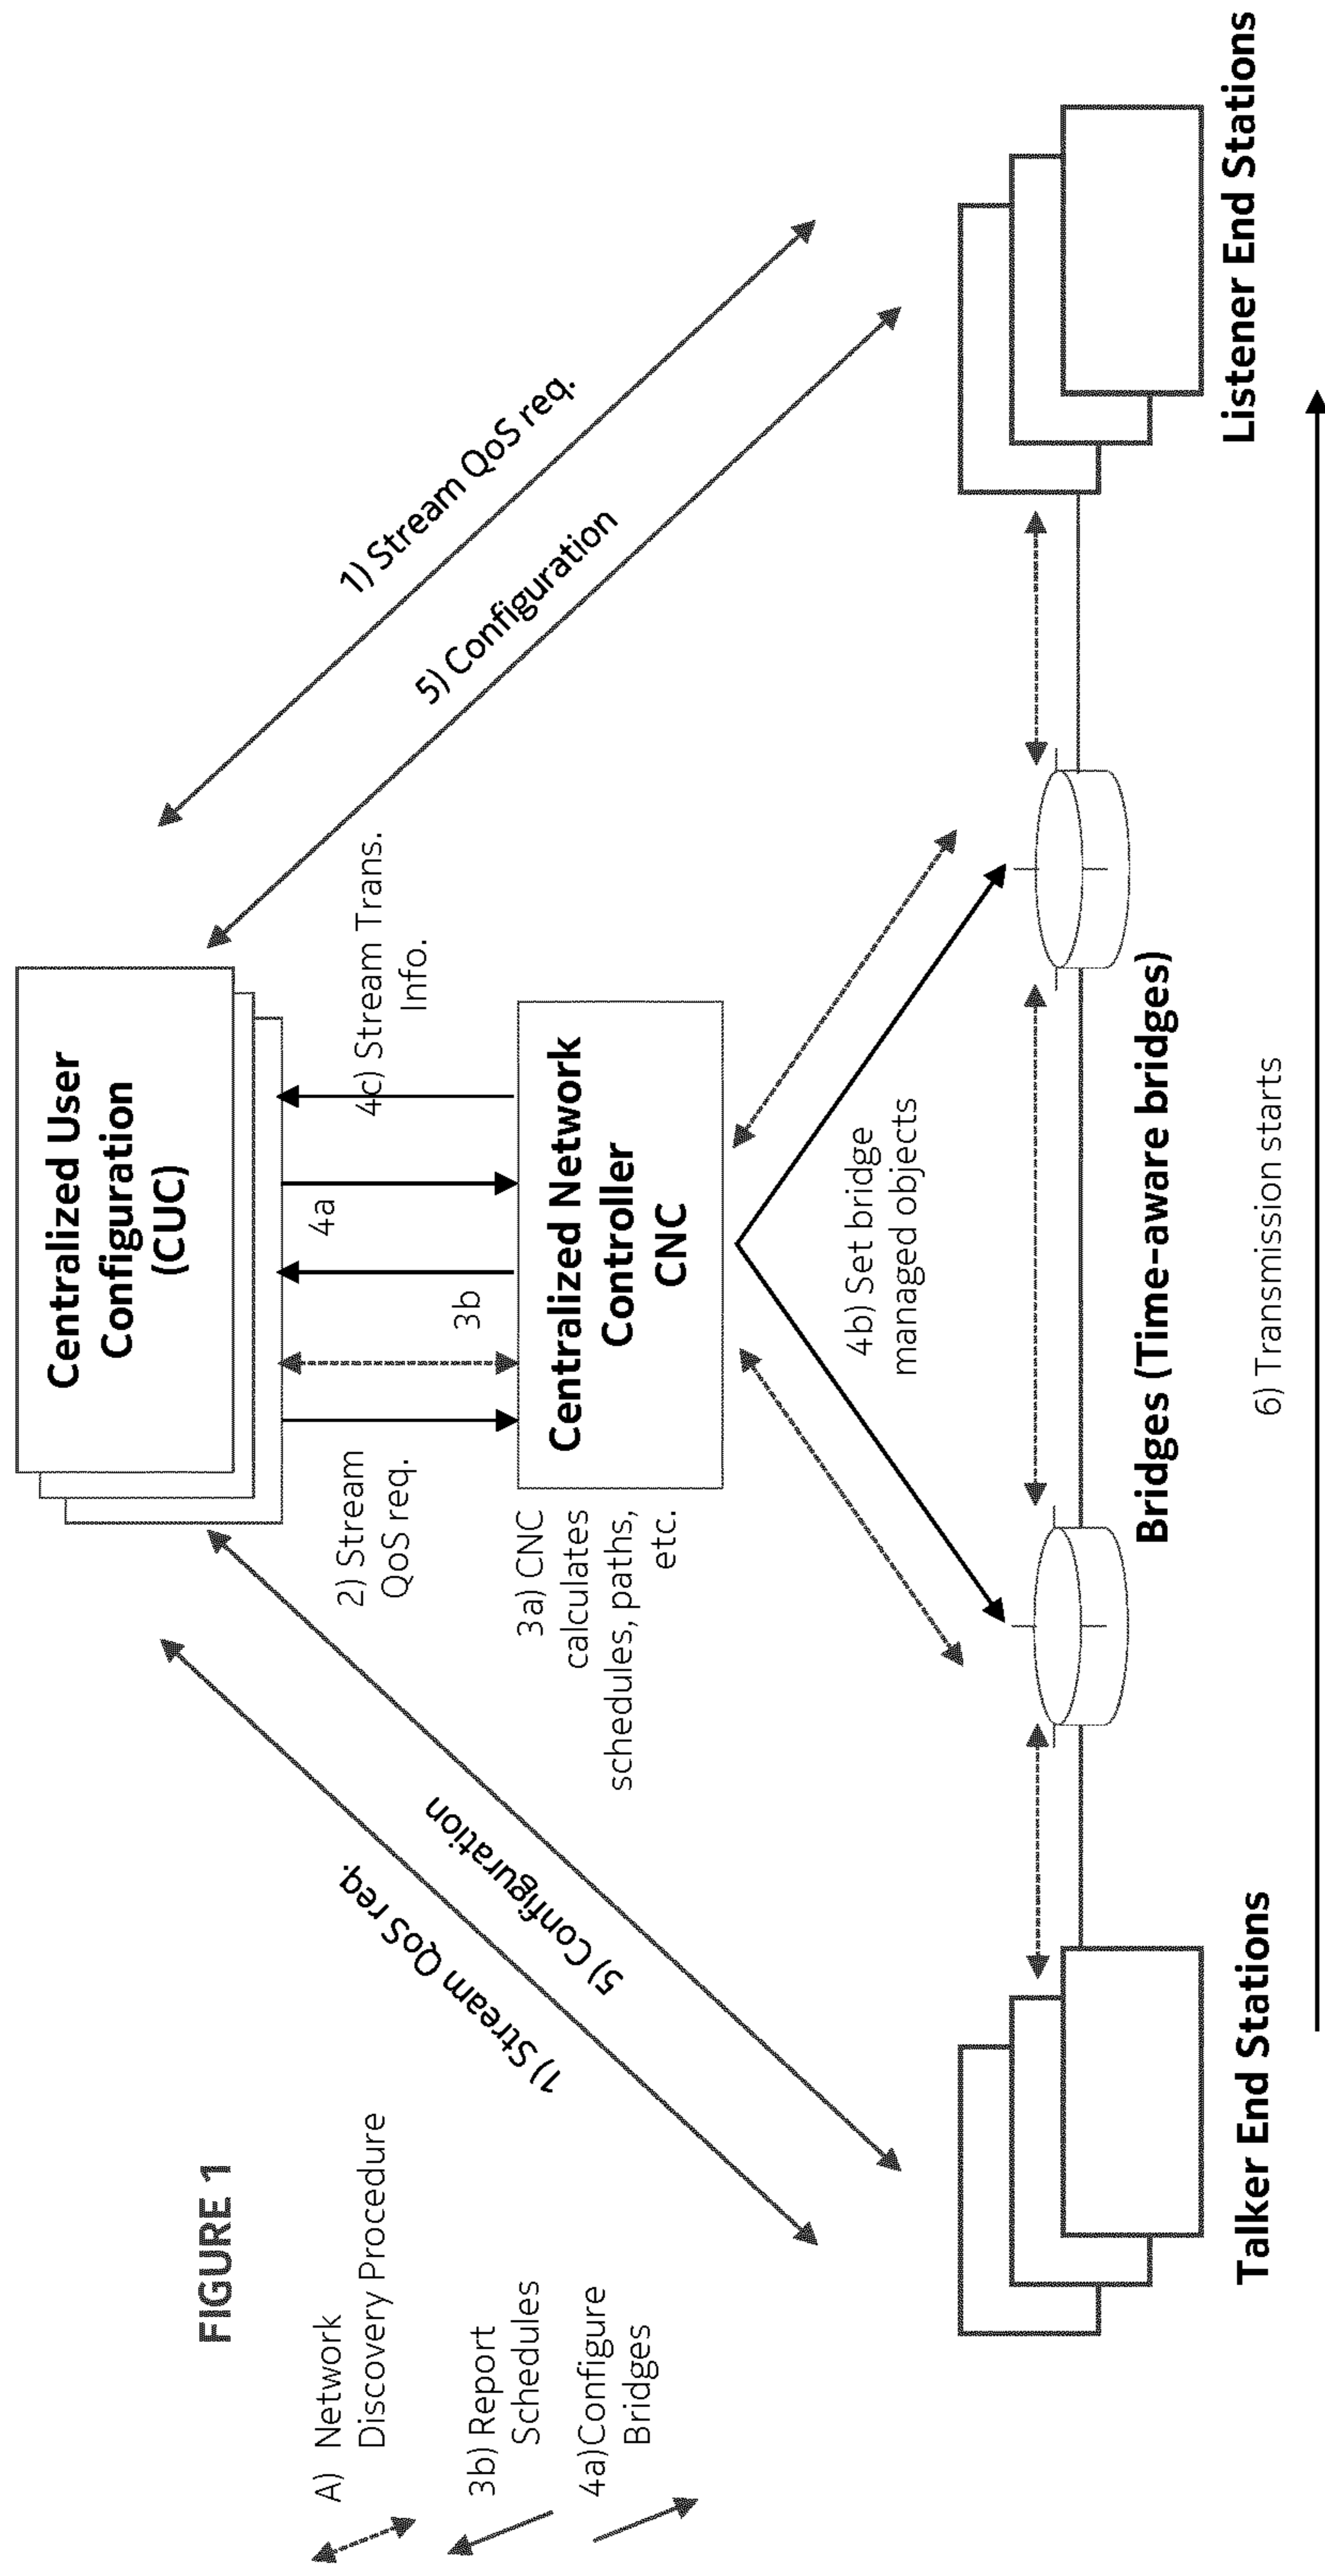 FIGURE 1
A) Network
Discovery Procedure
3b) Report
Schedules
4a)Configure
Bridges
Centralized User
Configuration
(CUC)
1) Stream QoS req.
5) Configuration
2) Stream
QoS req.
3b
4a
4c) Stream Trans.
Info.
1) Stream QoS req.
5) Configuration
3a) CNC
calculates
schedules, paths,
etc.
Centralized Network
Controller
CNC
4b) Set bridge
managed objects
Talker End Stations
Bridges (Time-aware bridges)
Listener End Stations
6) Transmission starts